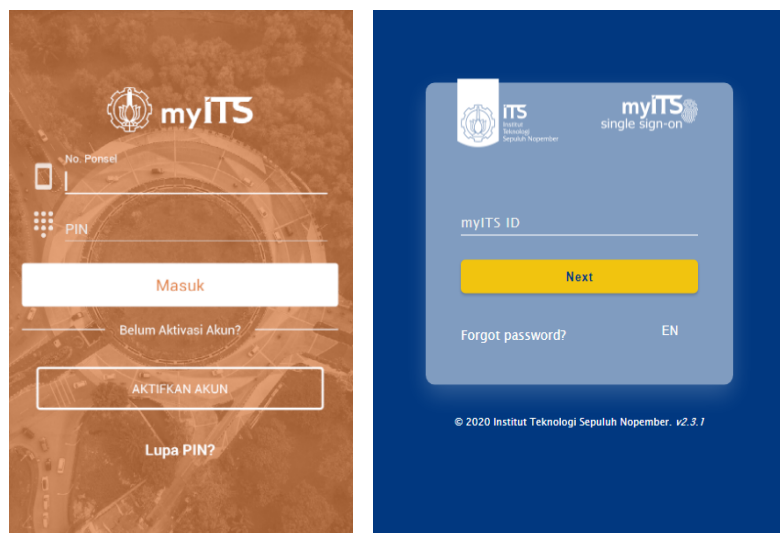 myITS
No. Ponsel
PIN
Masuk
Belum Aktivasi Akun?
AKTIFKAN AKUN
Lupa PIN?
iTS
Institut
Teknologi
Sepuluh Nopember
myITS
single sign-on
myITS ID
Next
Forgot password?
EN
© 2020 Institut Teknologi Sepuluh Nopember. v2.3.1